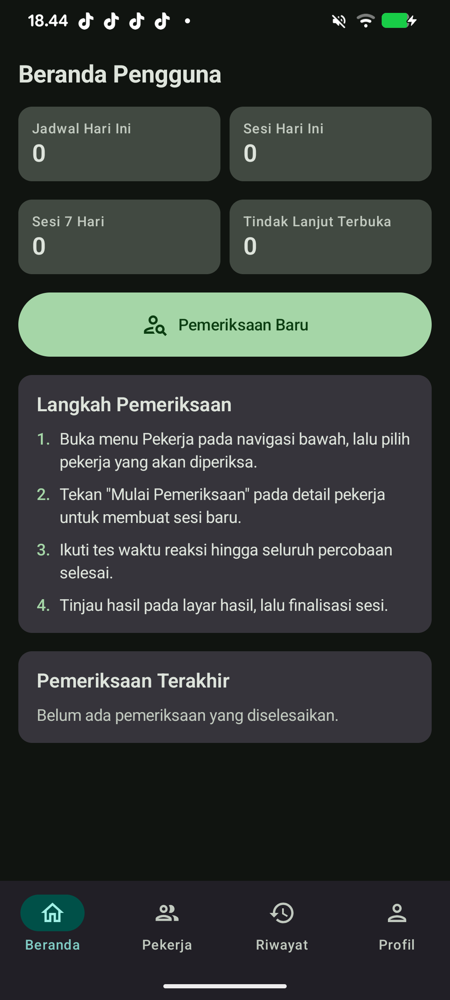 18.44
Beranda Pengguna
Jadwal Hari Ini
0
Sesi Hari Ini
0
Sesi 7 Hari
0
Tindak Lanjut Terbuka
0
Pemeriksaan Baru
Langkah Pemeriksaan
1. Buka menu Pekerja pada navigasi bawah, lalu pilih
pekerja yang akan diperiksa.
2. Tekan "Mulai Pemeriksaan" pada detail pekerja
untuk membuat sesi baru.
3. Ikuti tes waktu reaksi hingga seluruh percobaan
selesai.
4. Tinjau hasil pada layar hasil, lalu finalisasi sesi.
Pemeriksaan Terakhir
Belum ada pemeriksaan yang diselesaikan.
Beranda
Pekerja
Riwayat
Profil